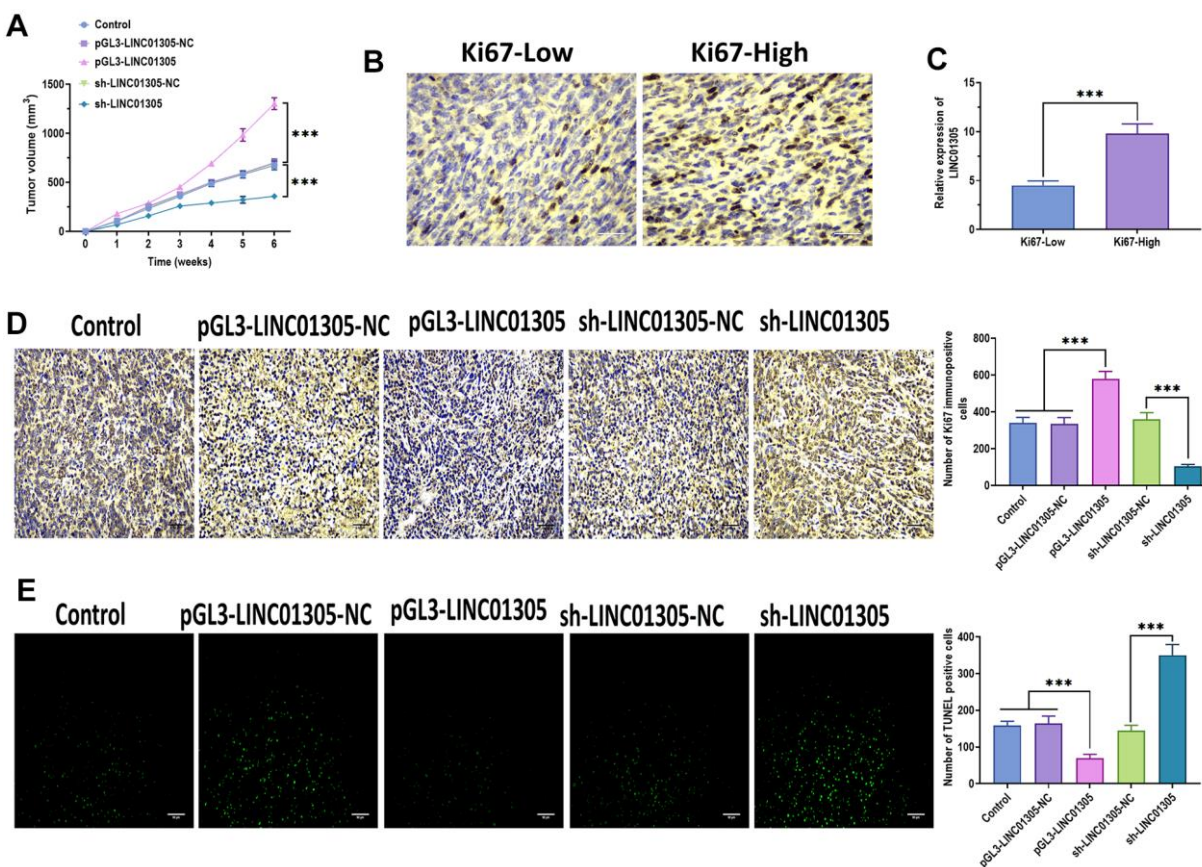 A
Control
pGL3-LINC01305-NC
pGL3-LINC01305
sh-LINC01305-NC
sh-LINC01305
Tumor volume (mm3)
1500
1000
500
0
***
***
0 1 2 3 4 5 6
Time (weeks)
B
Ki67-Low Ki67-High
C
Relative expression of
LINC01305
15
10
5
0
***
Ki67-Low Ki67-High
D
Control pGL3-LINC01305-NC pGL3-LINC01305 sh-LINC01305-NC sh-LINC01305
Number of Ki67 immunopositive
cells
800
600
400
200
0
***
***
Control
pGL3-LINC01305-NC
pGL3-LINC01305
sh-LINC01305-NC
sh-LINC01305
E
Control pGL3-LINC01305-NC pGL3-LINC01305 sh-LINC01305-NC sh-LINC01305
Number of TUNEL positive cells
400
300
200
100
0
***
***
Control
pGL3-LINC01305-NC
pGL3-LINC01305
sh-LINC01305-NC
sh-LINC01305